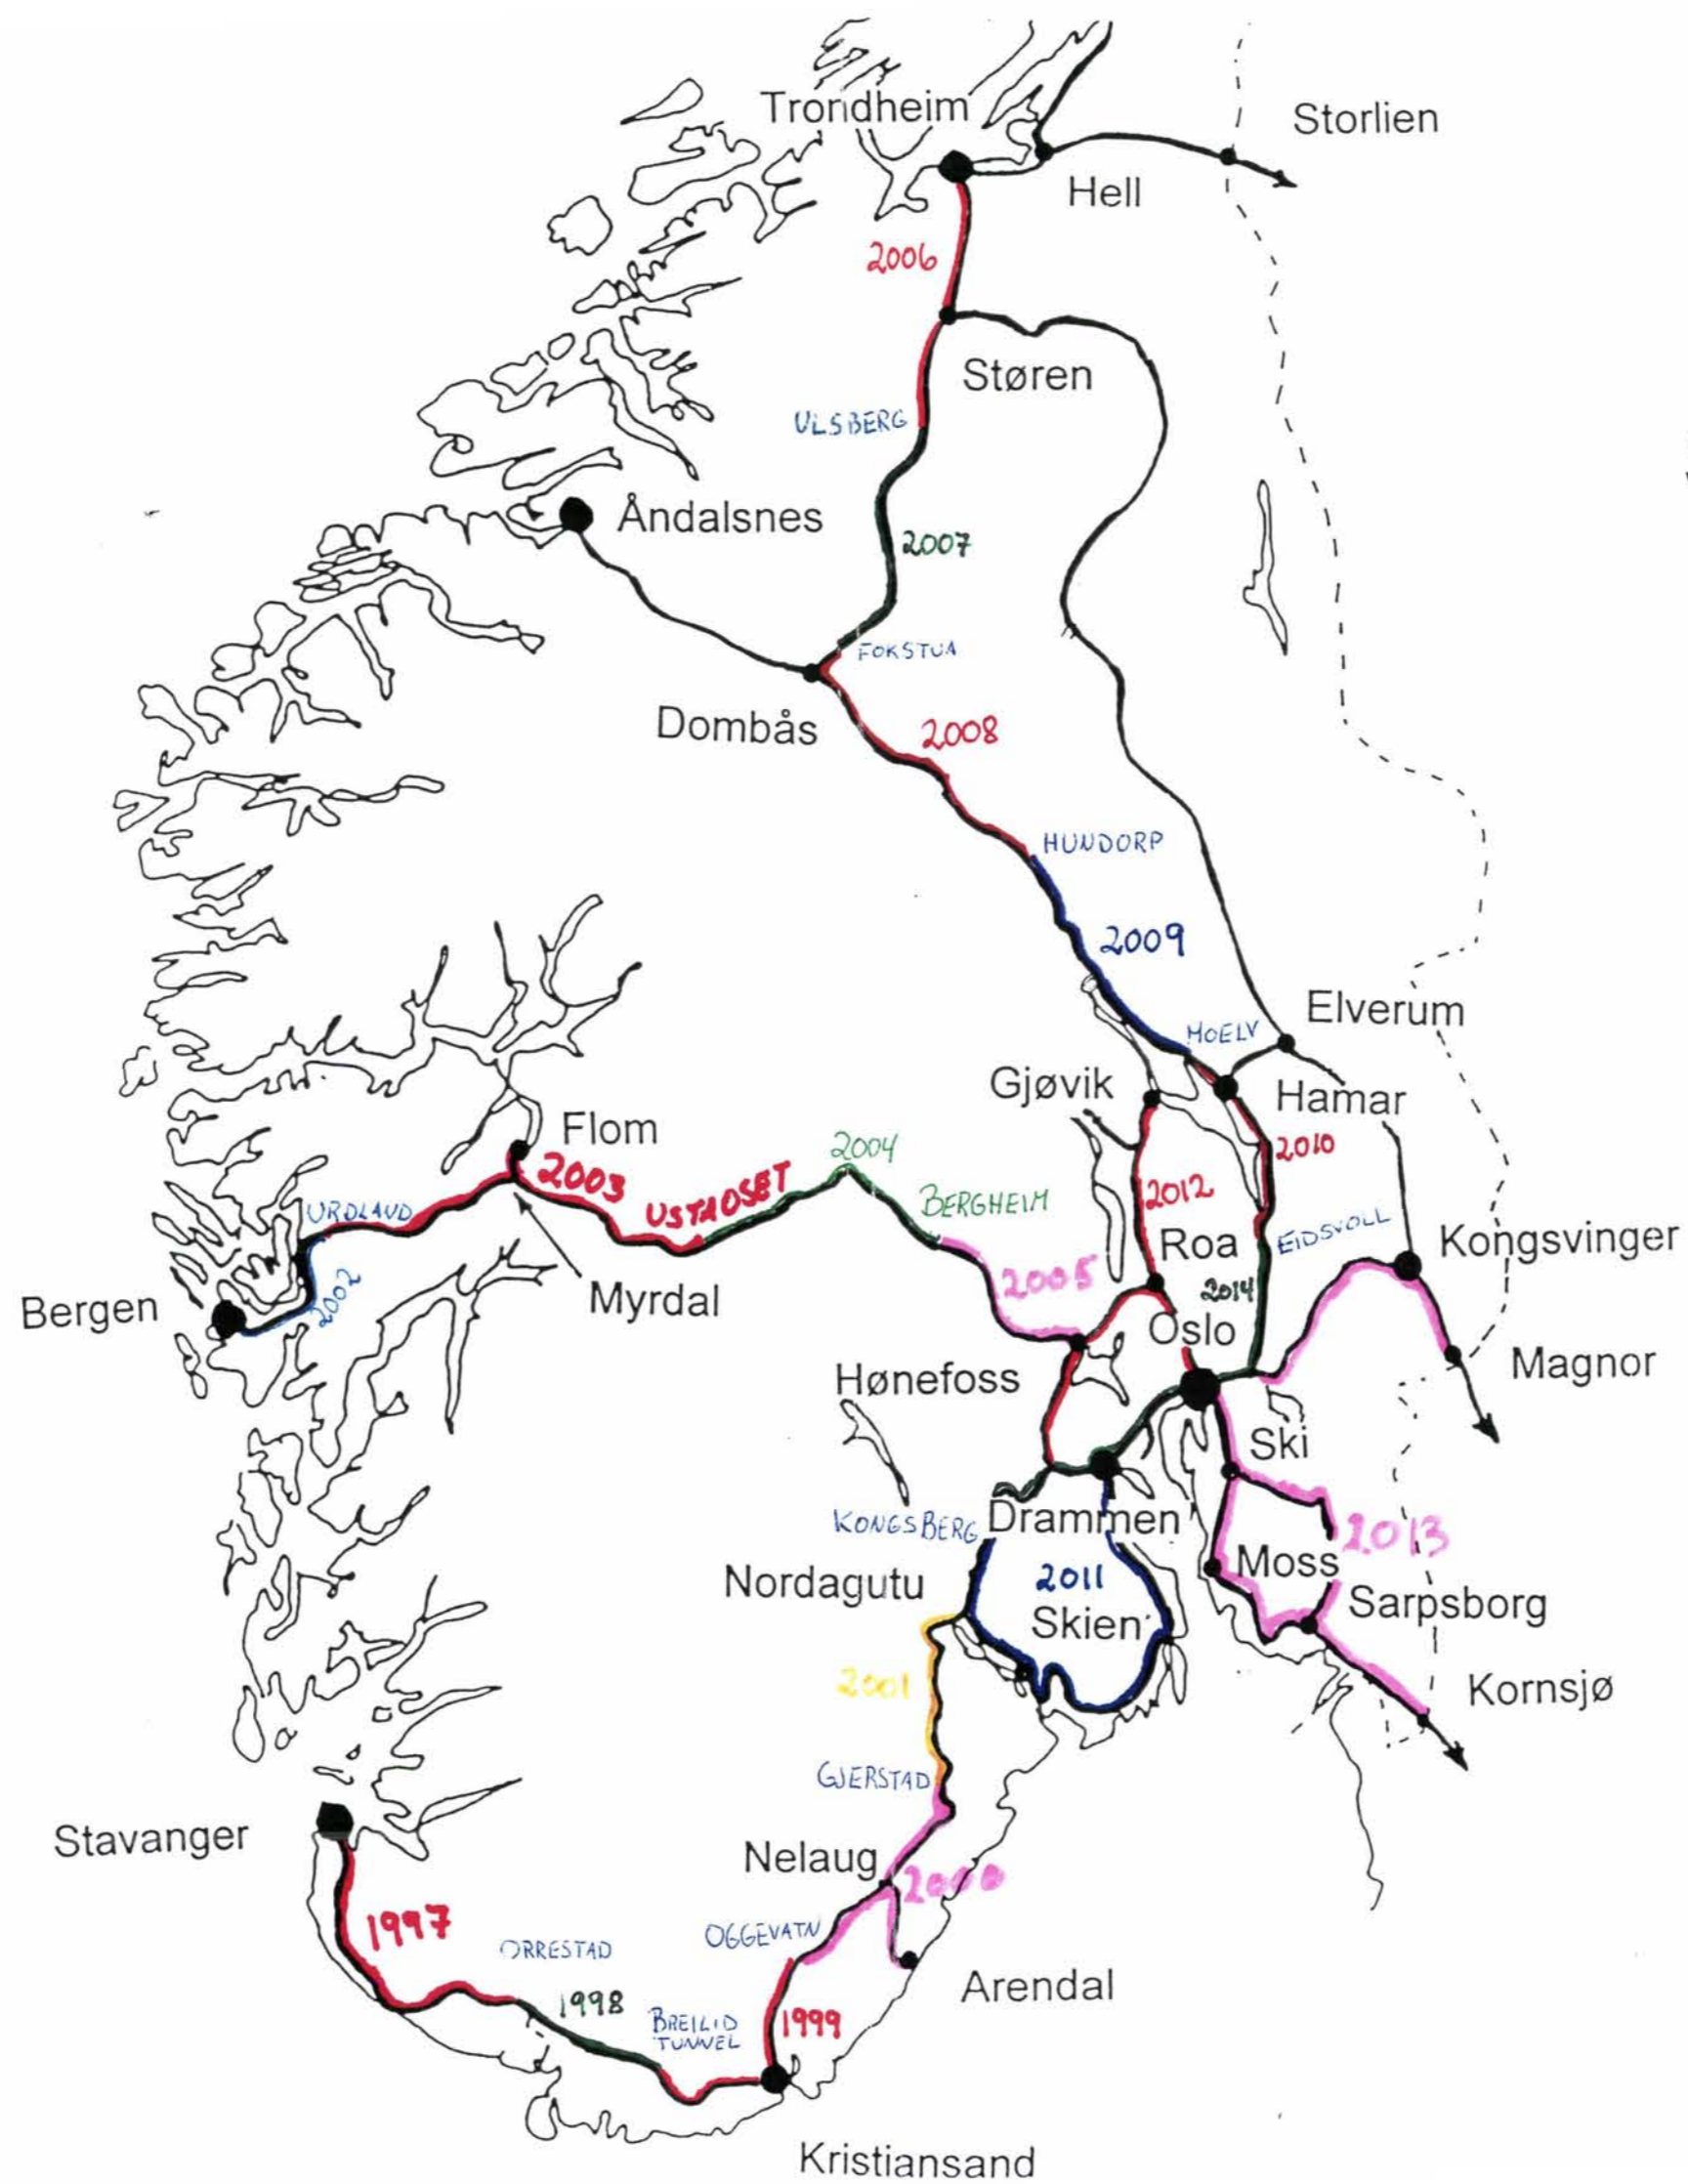 Trondheim
Storlien
Hell
2006
Støren
ULSBERG
Åndalsnes
2007
FOKSTUA
Dombås
2008
HUNDORP
2009
Elverum
MOELV
Gjøvik
Hamar
Flom
2004
2010
2003
USTAOSET
BERGHEIM
2012
URDLAND
Roa
EIDSVOLL
Kongsvinger
2005
2014
2002
Bergen
Myrdal
Oslo
Magnor
Hønefoss
Ski
KONGSBERG
Drammen
2013
Moss
Nordagutu
2011
Sarpsborg
Skien
2001
Kornsjø
GJERSTAD
Stavanger
Nelaug
2000
1997
OGGEVATN
ORRESTAD
Arendal
1998
BREILID
TUNNEL
1999
Kristiansand